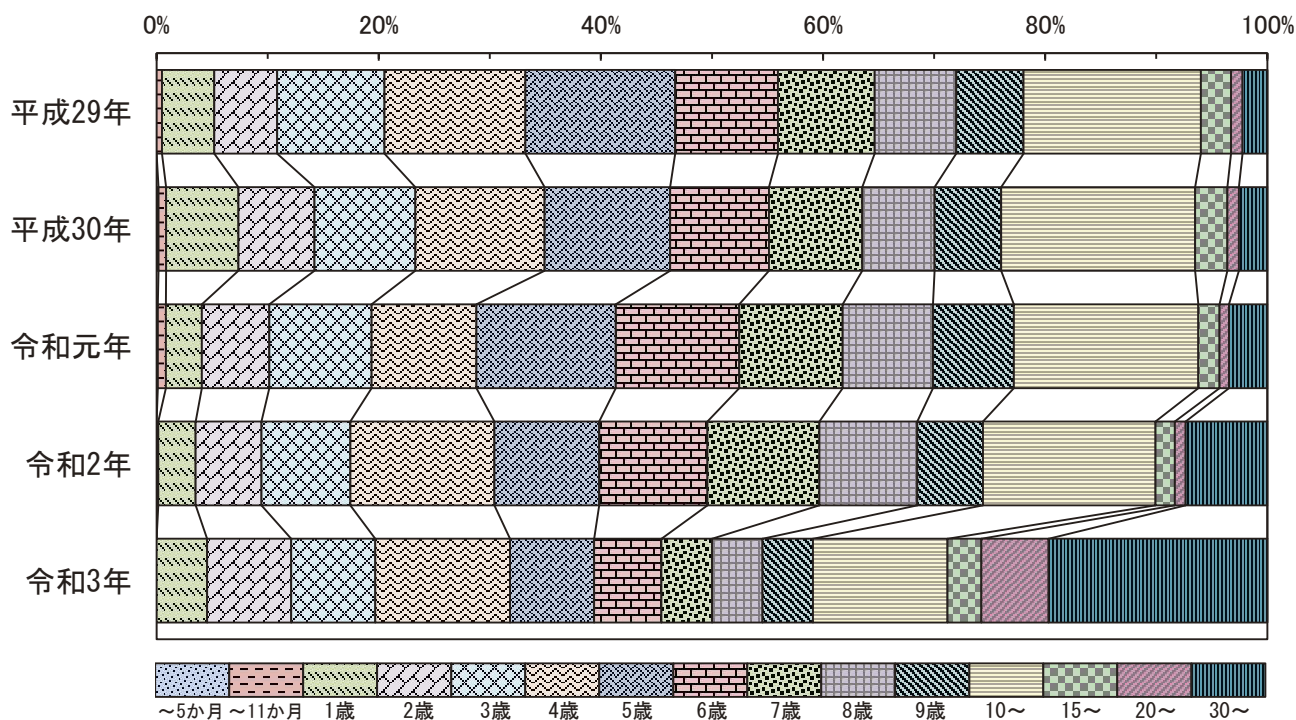 0% 20% 40% 60% 80% 100%
平成29年
平成30年
令和元年
令和2年
令和3年
～5か月 ～11か月 1歳 2歳 3歳 4歳 5歳 6歳 7歳 8歳 9歳 10～ 15～ 20～ 30～